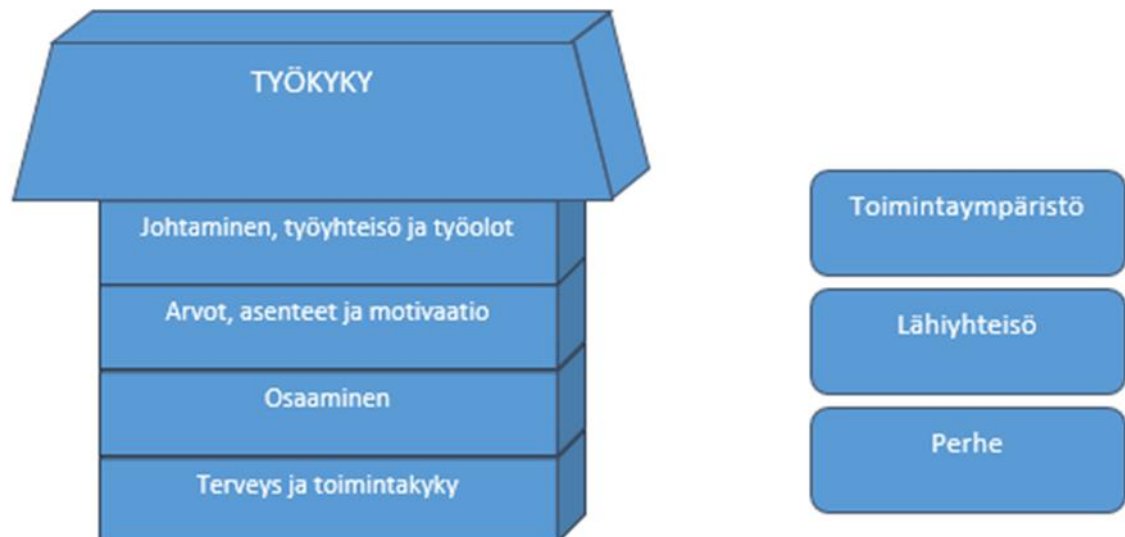 TYÖKYKY
Johtaminen, työyhteisö ja työolot
Arvot, asenteet ja motivaatio
Osaaminen
Terveys ja toimintakyky
Toimintaympäristö
Lähiyhteisö
Perhe